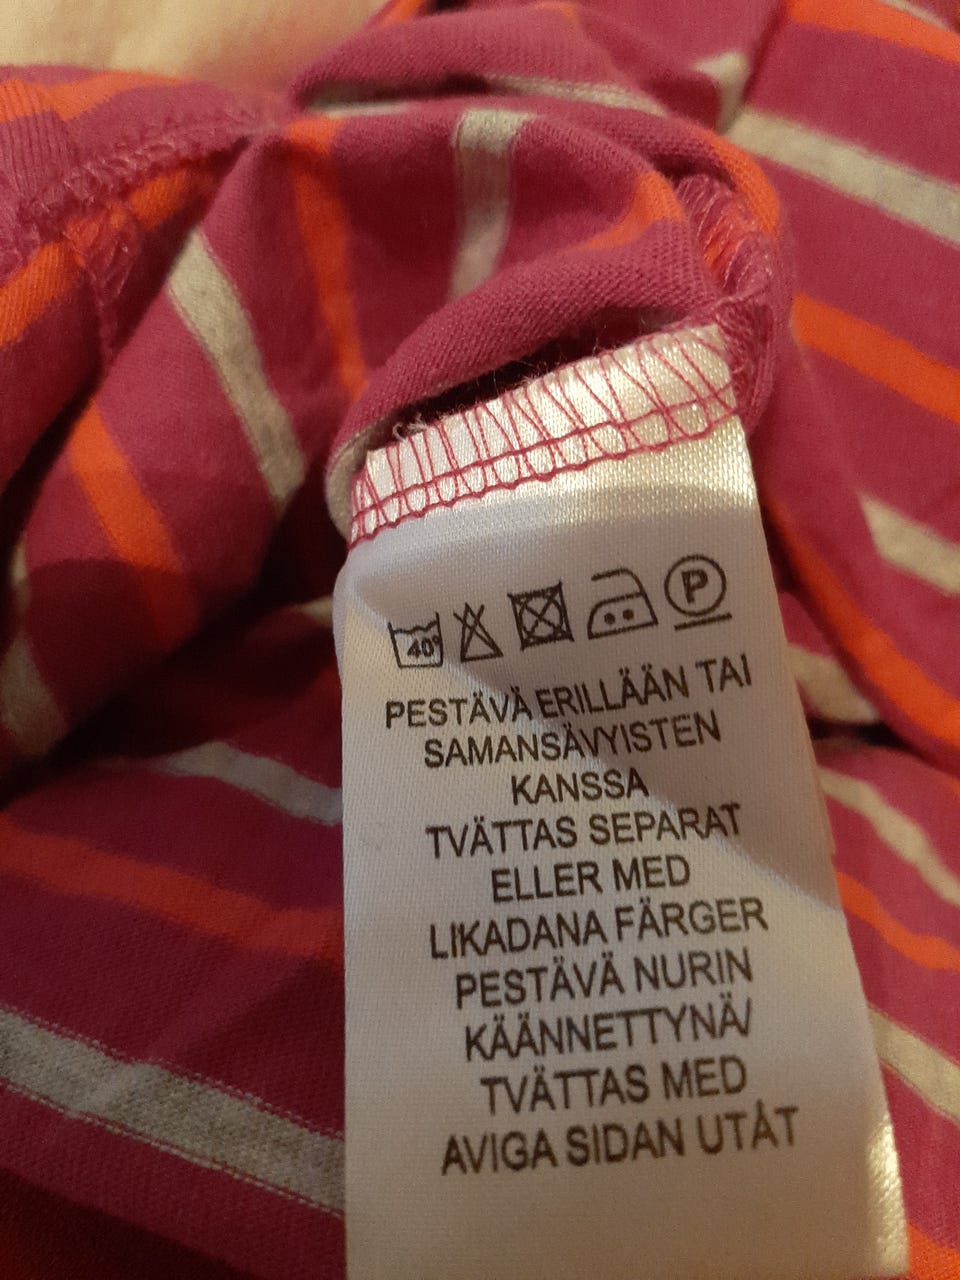 40°
P
PESTÄVÄ ERILLÄÄN TAI
SAMANSÄVYISTEN
KANSSA
TVÄTTAS SEPARAT
ELLER MED
LIKADANA FÄRGER
PESTÄVÄ NURIN
KÄÄNNETTYNÄ/
TVÄTTAS MED
AVIGA SIDAN UTÅT